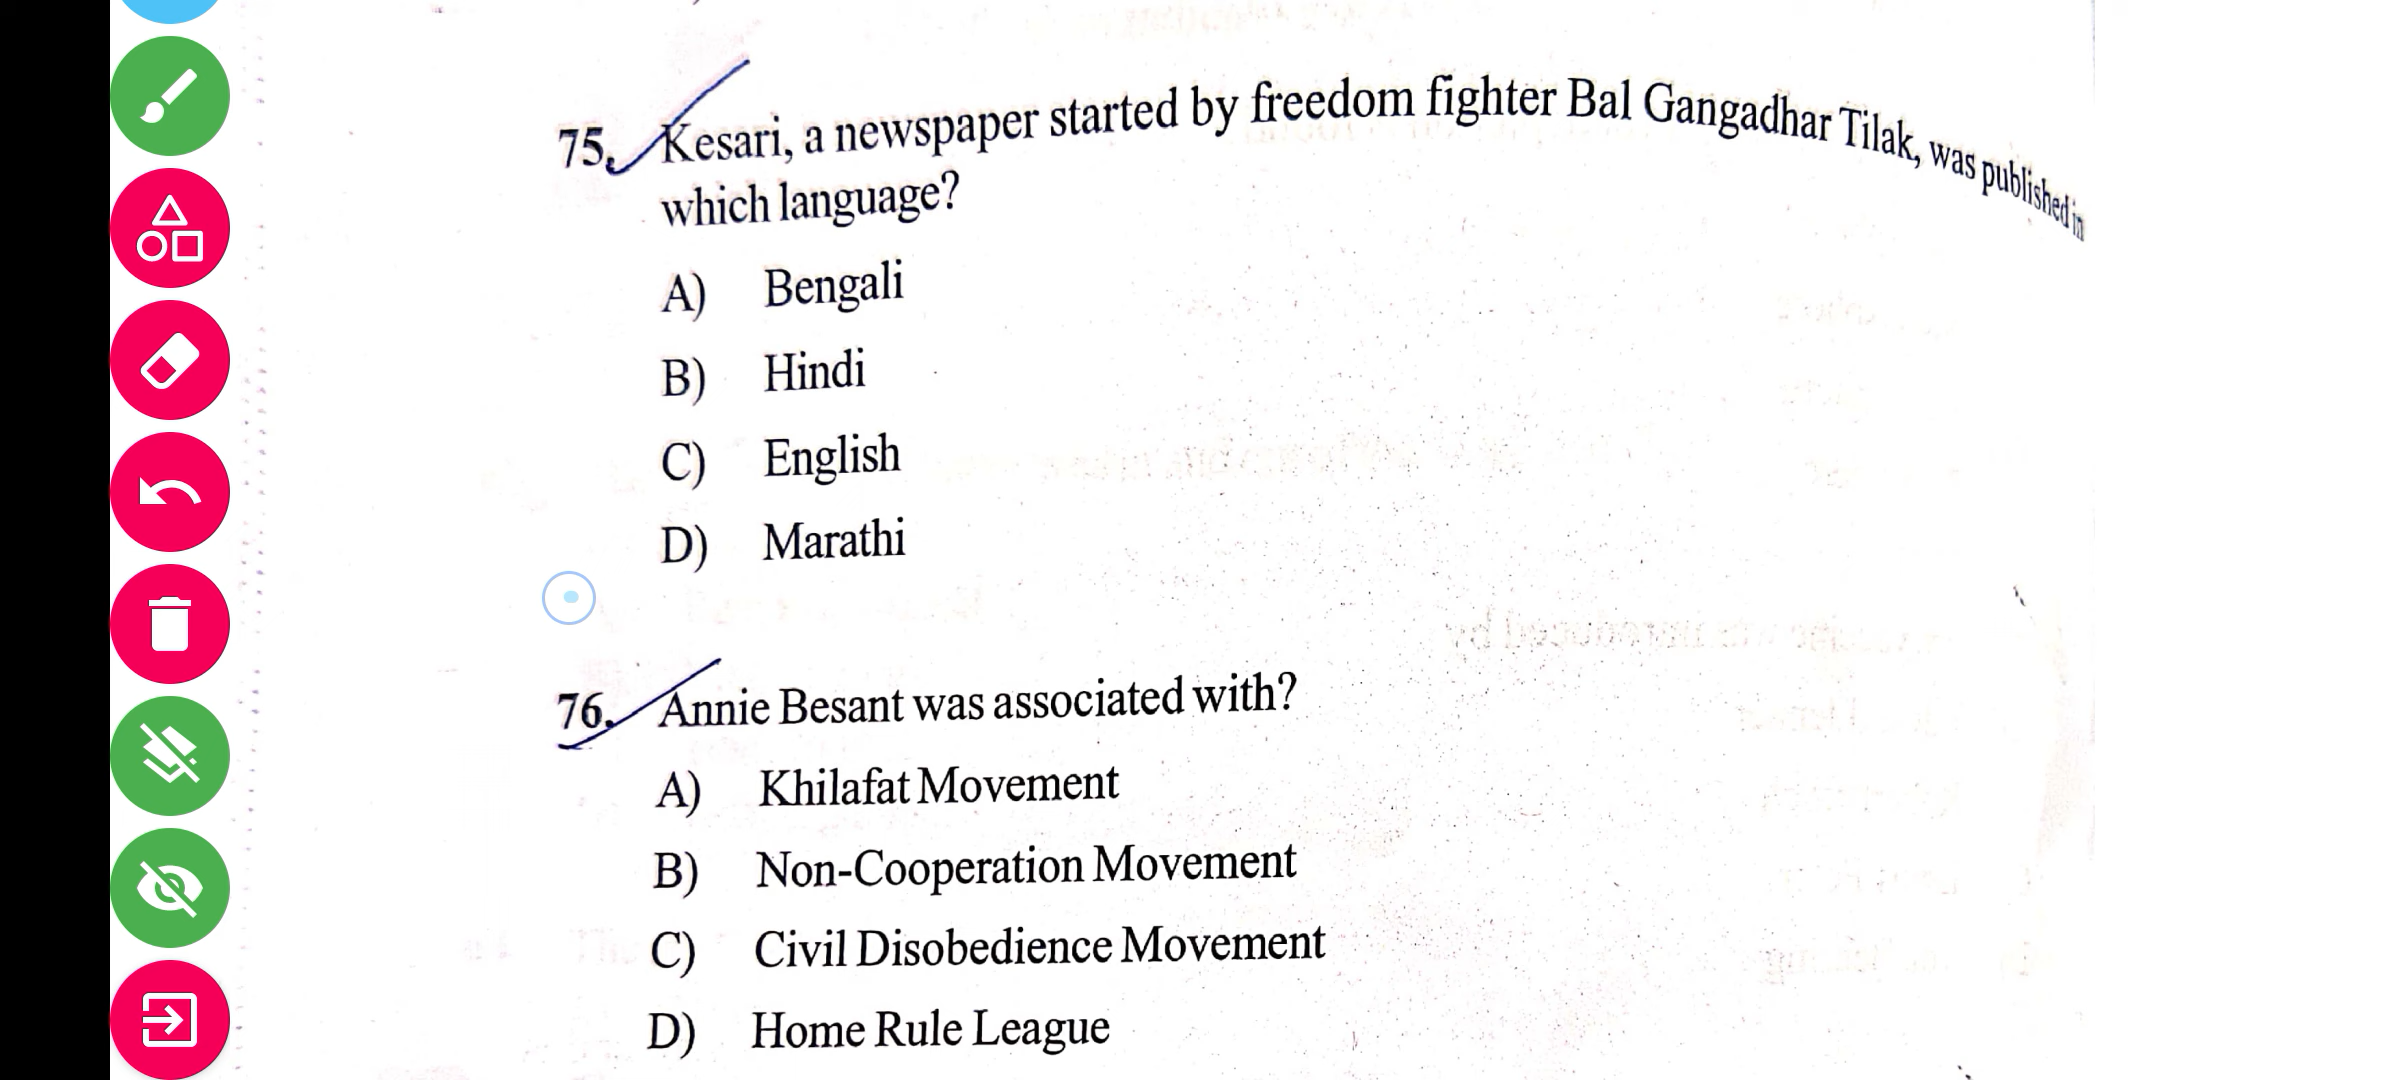 75. Kesari, a newspaper started by freedom fighter Bal Gangadhar Tilak, was published in
which language?
A) Bengali
B) Hindi
C) English
D) Marathi
76. Annie Besant was associated with?
A) Khilafat Movement
B) Non-Cooperation Movement
C) Civil Disobedience Movement
D) Home Rule League